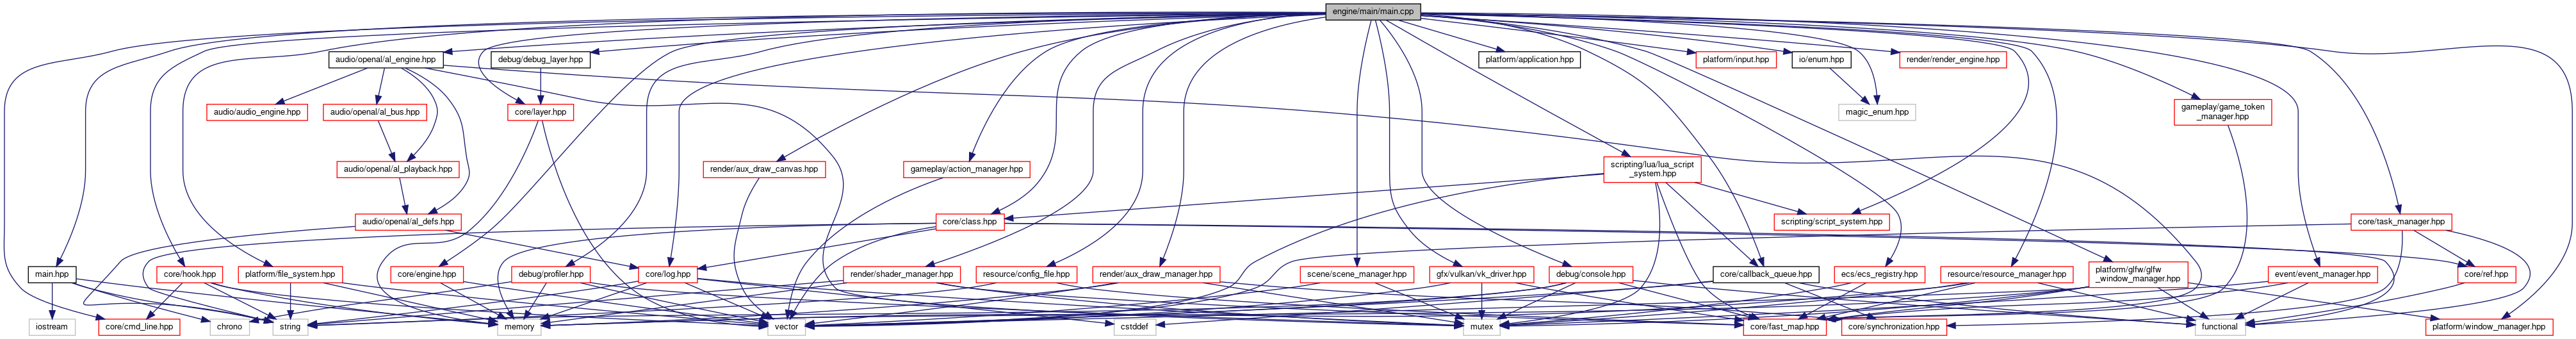 engine/main/main.cpp
audio/openal/al_engine.hpp
debug/debug_layer.hpp
platform/application.hpp
platform/input.hpp
io/enum.hpp
render/render_engine.hpp
audio/audio_engine.hpp
audio/openal/al_bus.hpp
core/layer.hpp
magic_enum.hpp
gameplay/game_token
_manager.hpp
audio/openal/al_playback.hpp
render/aux_draw_canvas.hpp
gameplay/action_manager.hpp
scripting/lua/lua_script
_system.hpp
audio/openal/al_defs.hpp
core/class.hpp
scripting/script_system.hpp
core/task_manager.hpp
main.hpp
core/hook.hpp
platform/file_system.hpp
core/engine.hpp
debug/profiler.hpp
core/log.hpp
render/shader_manager.hpp
resource/config_file.hpp
render/aux_draw_manager.hpp
scene/scene_manager.hpp
gfx/vulkan/vk_driver.hpp
debug/console.hpp
core/callback_queue.hpp
ecs/ecs_registry.hpp
resource/resource_manager.hpp
platform/glfw/glfw
_window_manager.hpp
event/event_manager.hpp
core/ref.hpp
iostream
core/cmd_line.hpp
chrono
string
memory
vector
cstddef
mutex
core/fast_map.hpp
core/synchronization.hpp
functional
platform/window_manager.hpp